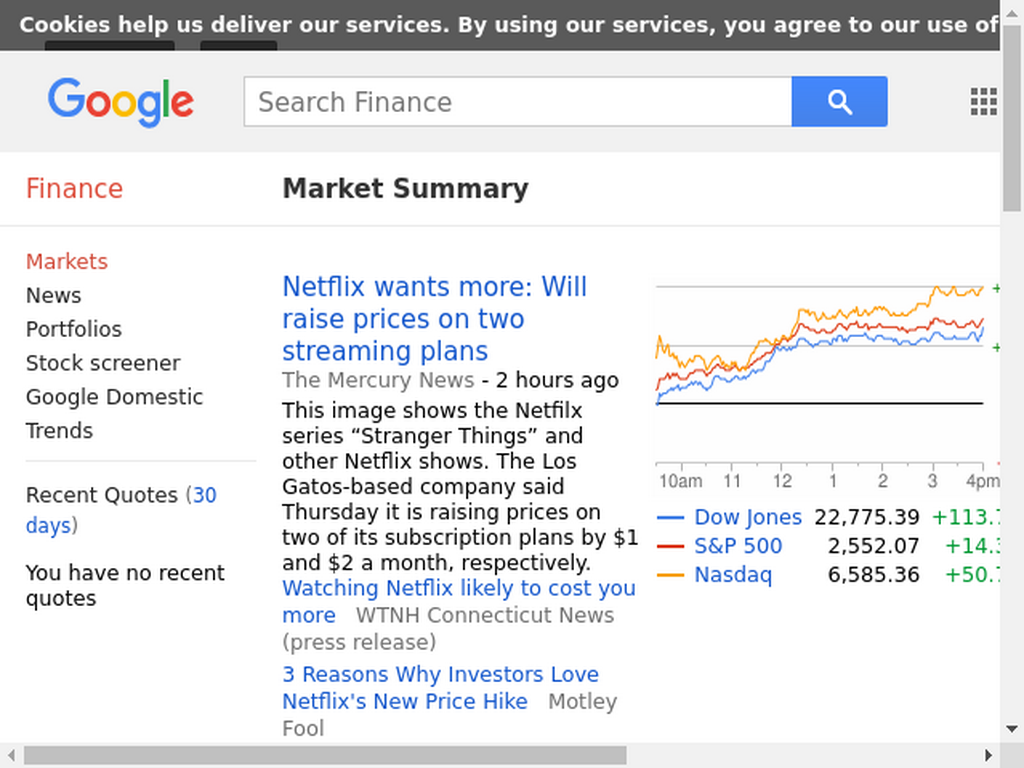 Cookies help us deliver our services. By using our services, you agree to our use of
Google
Search Finance
Finance
Market Summary
Markets
News
Portfolios
Stock screener
Google Domestic
Trends
Recent Quotes (30
days)
You have no recent
quotes
Netflix wants more: Will
raise prices on two
streaming plans
The Mercury News - 2 hours ago
This image shows the Netfilx
series “Stranger Things” and
other Netflix shows. The Los
Gatos-based company said
Thursday it is raising prices on
two of its subscription plans by $1
and $2 a month, respectively.
Watching Netflix likely to cost you
more WTNH Connecticut News
(press release)
3 Reasons Why Investors Love
Netflix's New Price Hike Motley
Fool
10am 11 12 1 2 3 4pm
Dow Jones 22,775.39 +113.7
S&P 500 2,552.07 +14.3
Nasdaq 6,585.36 +50.7